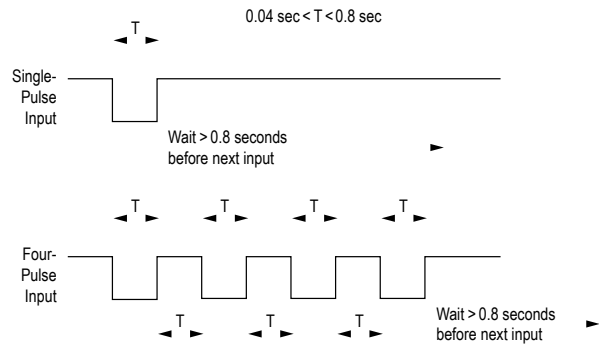 0.04 sec < T < 0.8 sec
T
Single-
Pulse
Input
Wait > 0.8 seconds
before next input
T T T T
Four-
Pulse
Input
T T T
Wait > 0.8 seconds
before next input